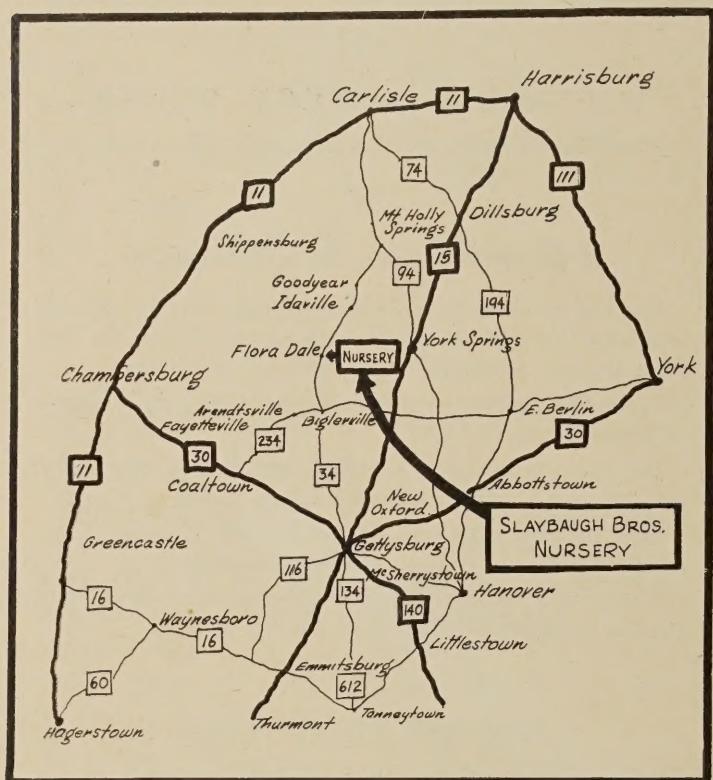 Harrisburg
Carlisle
11
11
111
74
Mt Holly
Springs
Dillsburg
Shippensburg
15
94
Goodyear
Idaville
194
Flora Dale
NURSERY
York Springs
Chambersburg
York
Arendtsville
Fayetteville
Biglerville
E. Berlin
234
30
30
34
Coaltown
Abbottstown
11
New
Oxford.
SLAYBAUGH BROS.
NURSERY
Greencastle
Gettysburg
McSherrystown
116
134
Hanover
16
140
Waynesboro
16
Littlestown
Emmitsburg
60
612
Tanneytown
Hagerstown
Thurmont